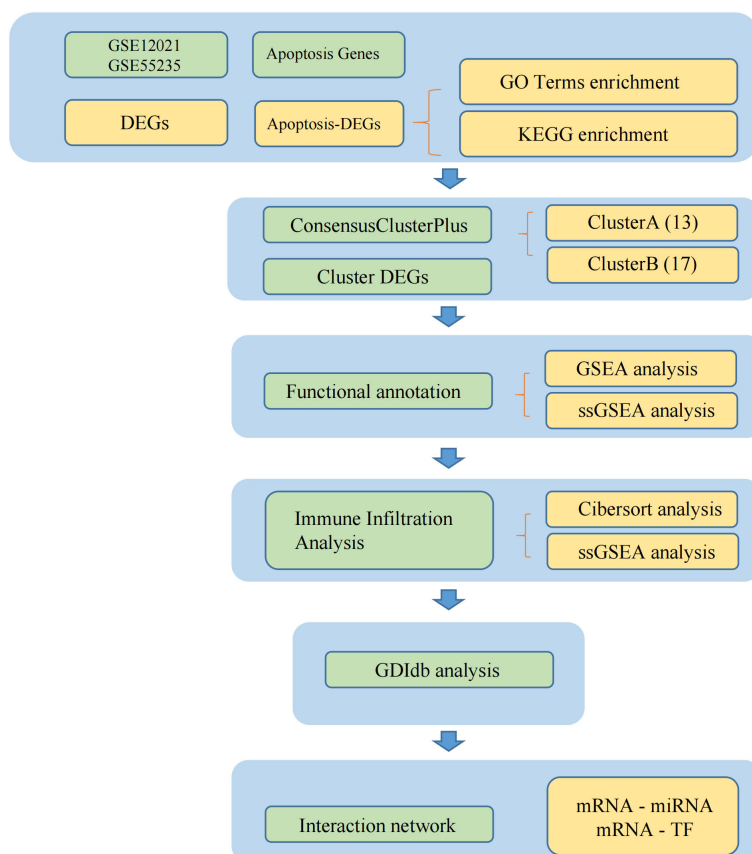 GSE12021
GSE55235
Apoptosis Genes
DEGs
Apoptosis-DEGs
GO Terms enrichment
KEGG enrichment
ConsensusClusterPlus
Cluster DEGs
ClusterA (13)
ClusterB (17)
Functional annotation
GSEA analysis
ssGSEA analysis
Immune Infiltration
Analysis
Cibersort analysis
ssGSEA analysis
GDIdb analysis
Interaction network
mRNA - miRNA
mRNA - TF